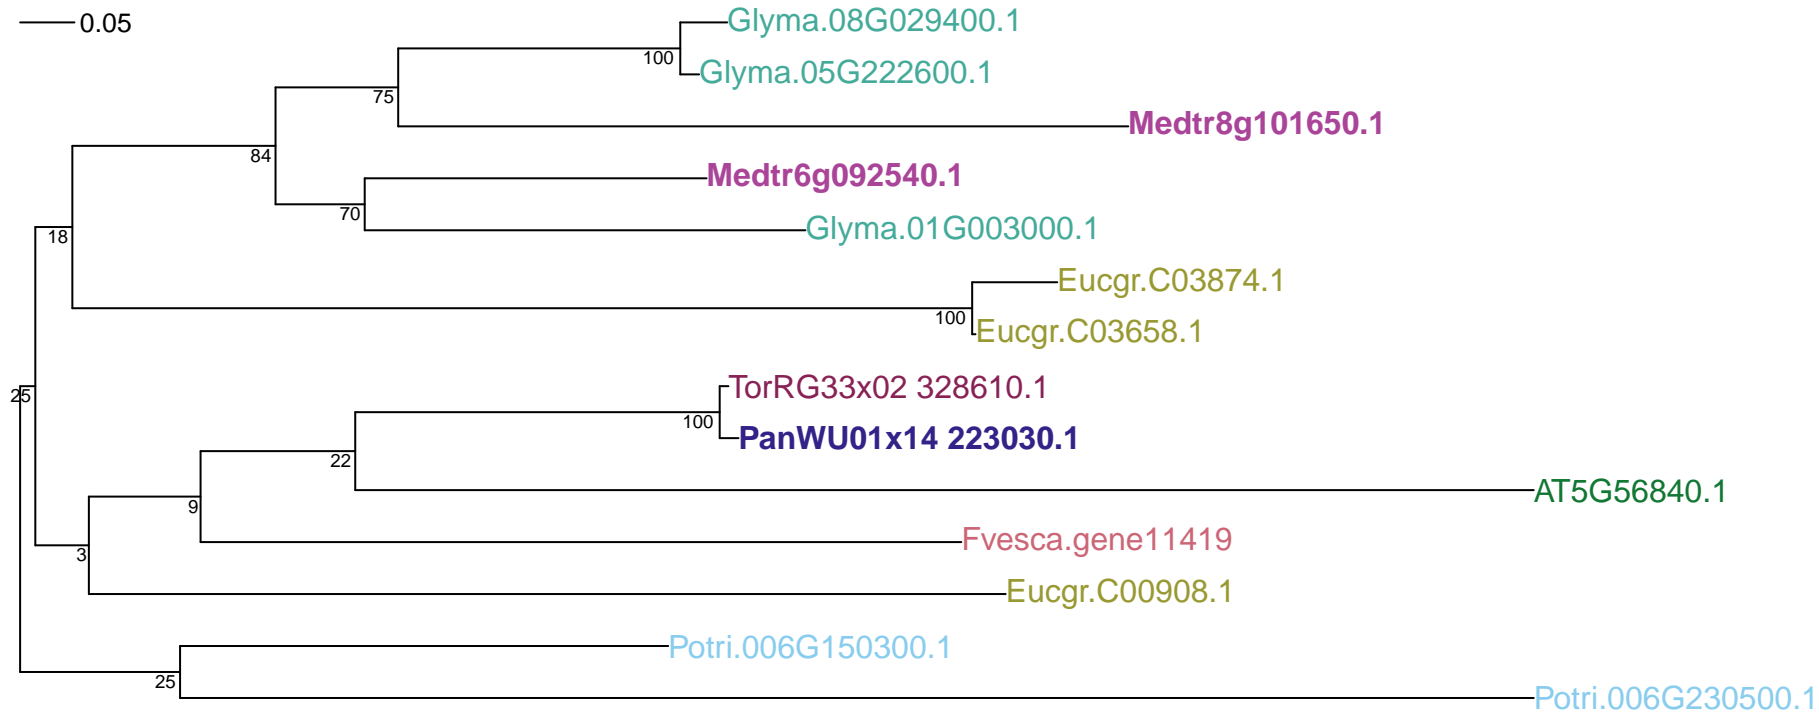 0.05
Glyma.08G029400.1
100
Glyma.05G222600.1
75
Medtr8g101650.1
84
Medtr6g092540.1
70
Glyma.01G003000.1
18
Eucgr.C03874.1
100
Eucgr.C03658.1
25
TorRG33x02 328610.1
100
PanWU01x14 223030.1
22
AT5G56840.1
9
Fvesca.gene11419
3
Eucgr.C00908.1
Potri.006G150300.1
25
Potri.006G230500.1